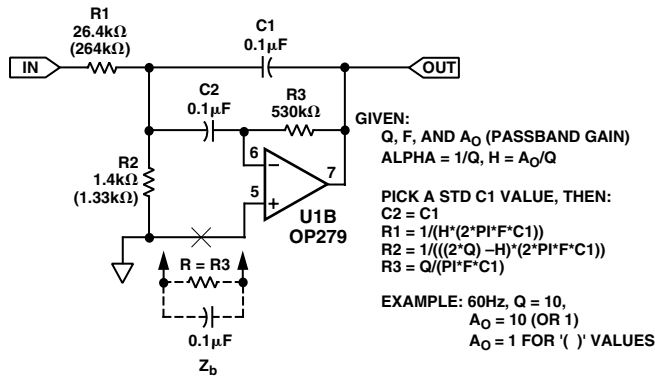 R1
26.4kΩ
(264kΩ)
C1
0.1µF
IN
OUT
C2
0.1µF
R3
530kΩ
R2
1.4kΩ
(1.33kΩ)
6
−
7
5
+
U1B
OP279
R = R3
0.1µF
Zb
GIVEN:
Q, F, AND AO (PASSBAND GAIN)
ALPHA = 1/Q, H = AO/Q
PICK A STD C1 VALUE, THEN:
C2 = C1
R1 = 1/(H*(2*PI*F*C1))
R2 = 1/(((2*Q) –H)*(2*PI*F*C1))
R3 = Q/(PI*F*C1)
EXAMPLE: 60Hz, Q = 10,
AO = 10 (OR 1)
AO = 1 FOR '( )' VALUES